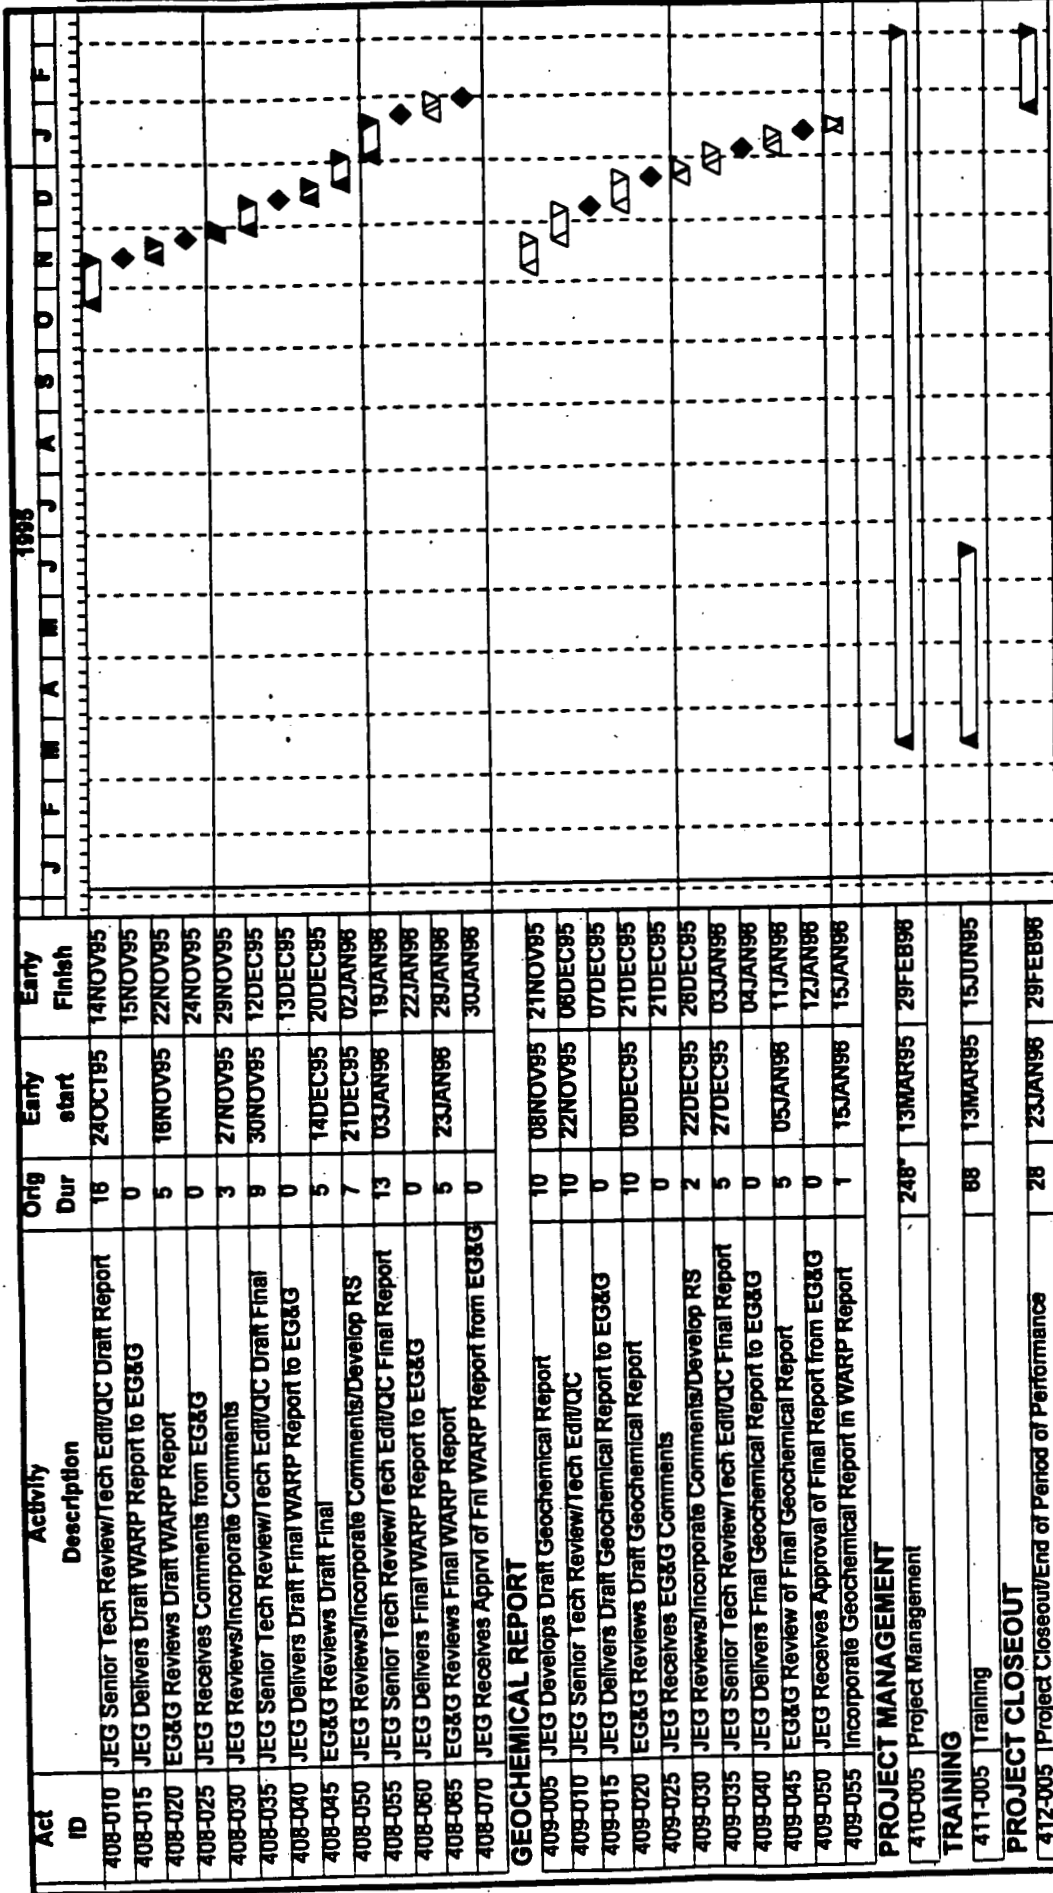 1995
J F M A M J J A S O N D J F
Act ID Activity Description Orig Dur Early start Early Finish
408-010 JEG Senior Tech Review/Tech Edit/QC Draft Report 16 24OCT95 14NOV95
408-015 JEG Delivers Draft WARP Report to EG&G 0 15NOV95
408-020 EG&G Reviews Draft WARP Report 5 16NOV95 22NOV95
408-025 JEG Receives Comments from EG&G 0 24NOV95
408-030 JEG Reviews/Incorporate Comments 3 27NOV95 29NOV95
408-035 JEG Senior Tech Review/Tech Edit/QC Draft Final 9 30NOV95 12DEC95
408-040 JEG Delivers Draft Final WARP Report to EG&G 0 13DEC95
408-045 EG&G Reviews Draft Final 5 14DEC95 20DEC95
408-050 JEG Reviews/Incorporate Comments/Develop RS 7 21DEC95 02JAN96
408-055 JEG Senior Tech Review/Tech Edit/QC Final Report 13 03JAN96 19JAN96
408-060 JEG Delivers Final WARP Report to EG&G 0 22JAN96
408-065 EG&G Reviews Final WARP Report 5 23JAN96 29JAN96
408-070 JEG Receives Apprvl of Fnl WARP Report from EG&G 0 30JAN96
GEOCHEMICAL REPORT
409-005 JEG Develops Draft Geochemical Report 10 08NOV95 21NOV95
409-010 JEG Senior Tech Review/Tech Edit/QC 10 22NOV95 06DEC95
409-015 JEG Delivers Draft Geochemical Report to EG&G 0 07DEC95
409-020 EG&G Reviews Draft Geochemical Report 10 08DEC95 21DEC95
409-025 JEG Receives EG&G Comments 0 21DEC95
409-030 JEG Reviews/Incorporate Comments/Develop RS 2 22DEC95 26DEC95
409-035 JEG Senior Tech Review/Tech Edit/QC Final Report 5 27DEC95 03JAN96
409-040 JEG Delivers Final Geochemical Report to EG&G 0 04JAN96
409-045 EG&G Review of Final Geochemical Report 5 05JAN96 11JAN96
409-050 JEG Receives Approval of Final Report from EG&G 0 12JAN96
409-055 Incorporate Geochemical Report in WARP Report 1 15JAN96 15JAN96
PROJECT MANAGEMENT
410-005 Project Management 248* 13MAR95 29FEB96
TRAINING
411-005 Training 68 13MAR95 15JUN95
PROJECT CLOSEOUT
412-005 Project Closeout/End of Period of Performance 28 23JAN96 29FEB96